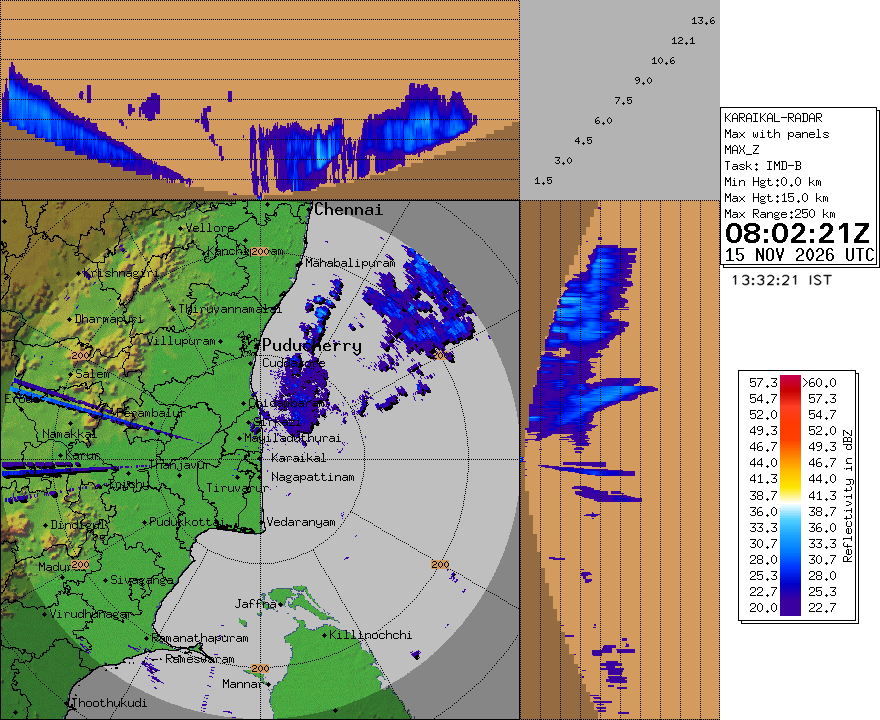 13.6
12.1
10.6
9.0
7.5
6.0
4.5
3.0
1.5
KARAIKAL-RADAR
Max with panels
MAX_Z
Task: IMD-B
Min Hgt:0.0 km
Max Hgt:15.0 km
Max Range:250 km
08:02:21Z
15 NOV 2026 UTC
13:32:21 IST
Chennai
Vellore
200
Mahabalipuram
Krishnagiri
Thiruvannamalai
Dharmapuri
Villupuram
Puducherry
200
Salem
Perambalur
Namakkal
Mayiladuthurai
Karur
Thanjavur
Karaikal
Nagapattinam
Tiruvarur
Pudukkottai
Vedaranyam
Dindigul
200
200
Sivaganga
Jaffna
Virudhunagar
Killinochchi
Ramanathapuram
Rameswaram
200
Mannar
Thoothukudi
57.3 >60.0
54.7 57.3
52.0 54.7
49.3 52.0
46.7 49.3
44.0 46.7
41.3 44.0
38.7 41.3
36.0 38.7
33.3 36.0
30.7 33.3
28.0 30.7
25.3 28.0
22.7 25.3
20.0 22.7
Reflectivity in dBZ